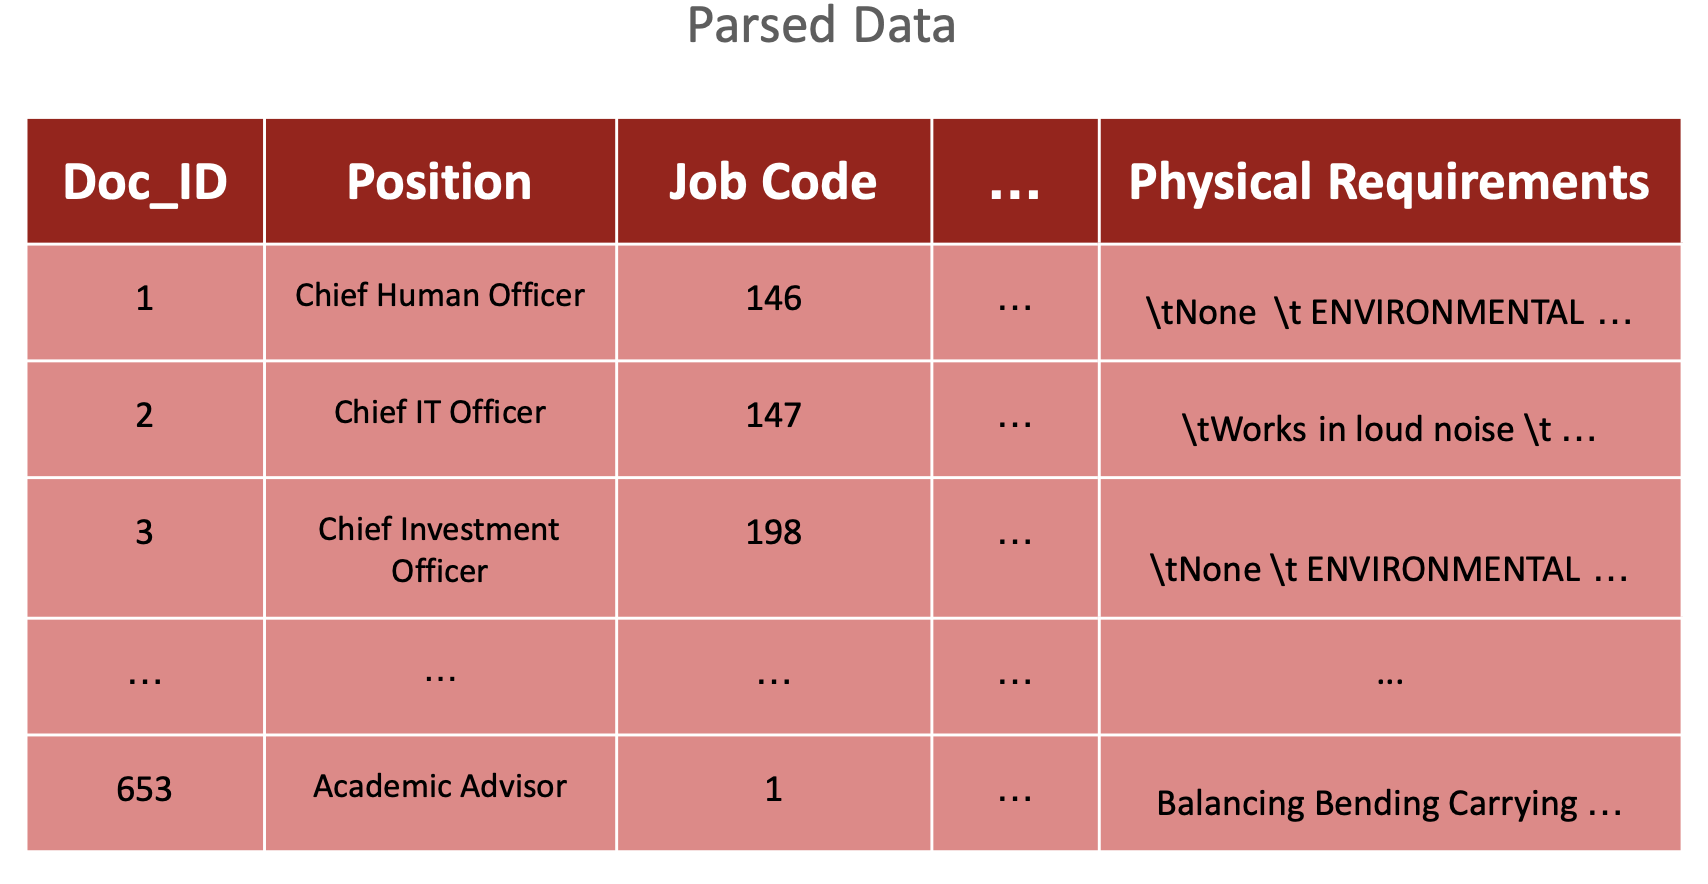 Parsed Data
Doc_ID Position Job Code ... Physical Requirements
1 Chief Human Officer 146 ... \tNone  \t ENVIRONMENTAL ...
2 Chief IT Officer 147 ... \tWorks in loud noise \t ...
3 Chief Investment Officer 198 ... \tNone \t ENVIRONMENTAL ...
... ... ... ... ...
653 Academic Advisor 1 ... Balancing Bending Carrying ...